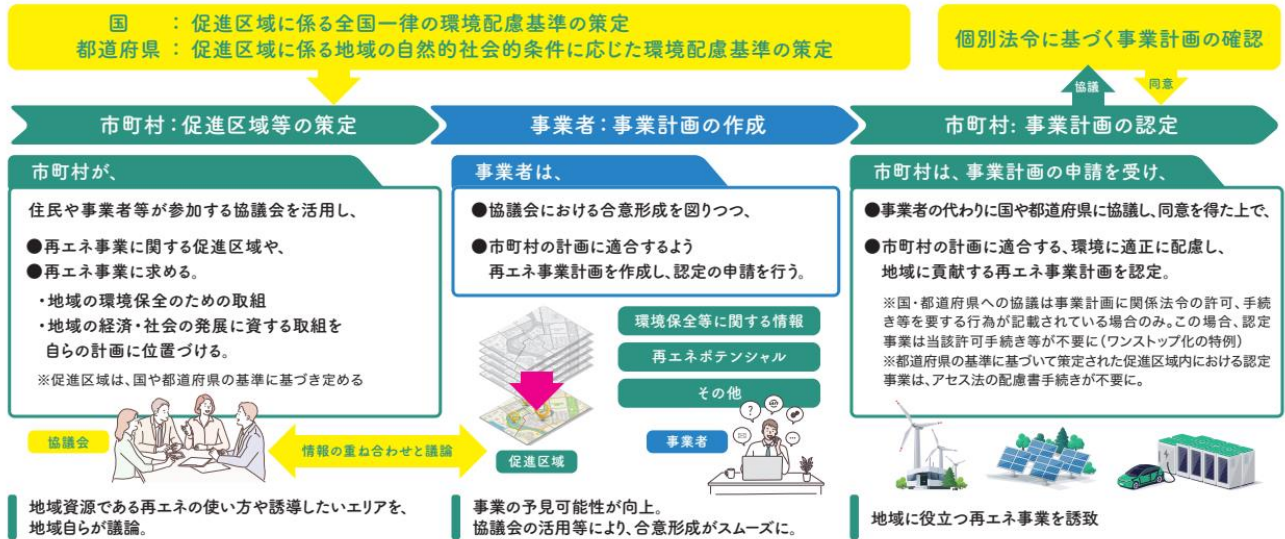 国　　　：促進区域に係る全国一律の環境配慮基準の策定
都道府県：促進区域に係る地域の自然的社会的条件に応じた環境配慮基準の策定
個別法令に基づく事業計画の確認
協議
同意
市町村：促進区域等の策定
事業者：事業計画の作成
市町村：事業計画の認定
市町村が、
住民や事業者等が参加する協議会を活用し、
●再エネ事業に関する促進区域や、
●再エネ事業に求める。
・地域の環境保全のための取組
・地域の経済・社会の発展に資する取組を
自らの計画に位置づける。
※促進区域は、国や都道府県の基準に基づき定める
協議会
情報の重ね合わせと議論
地域資源である再エネの使い方や誘導したいエリアを、
地域自らが議論。
事業者は、
●協議会における合意形成を図りつつ、
●市町村の計画に適合するよう
再エネ事業計画を作成し、認定の申請を行う。
環境保全等に関する情報
再エネポテンシャル
その他
促進区域
事業者
?
事業の予見可能性が向上。
協議会の活用等により、合意形成がスムーズに。
市町村は、事業計画の申請を受け、
●事業者の代わりに国や都道府県に協議し、同意を得た上で、
●市町村の計画に適合する、環境に適正に配慮し、
地域に貢献する再エネ事業計画を認定。
※国・都道府県への協議は事業計画に関係法令の許可、手続
き等を要する行為が記載されている場合のみ。この場合、認定
事業は当該許可手続き等が不要に（ワンストップ化の特例）
※都道府県の基準に基づいて策定された促進区域内における認定
事業は、アセス法の配慮書手続きが不要に。
地域に役立つ再エネ事業を誘致